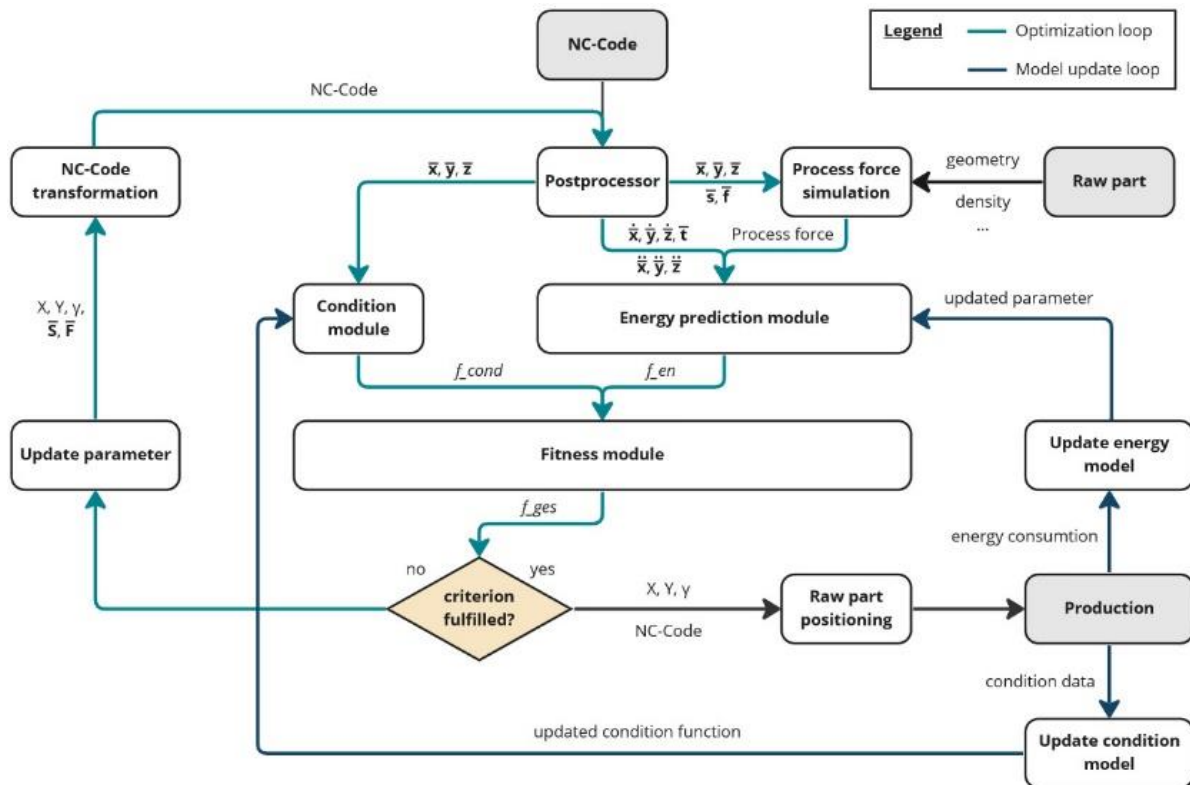 NC-Code
Legend
Optimization loop
Model update loop
NC-Code
NC-Code
transformation
x̅, y̅, z̅
Postprocessor
x̅, y̅, z̅
s̅, f̅
Process force
simulation
geometry
density
...
Raw part
ẋ̅, ẏ̅, ż̅, t̅
ẍ̅, ÿ̅, z�шло̅
Process force
X, Y, γ,
S̅, F̅
Condition
module
Energy prediction module
updated parameter
f_cond
f_en
Update parameter
Fitness module
Update energy
model
f_ges
energy consumtion
no
yes
criterion
fulfilled?
X, Y, γ
NC-Code
Raw part
positioning
Production
condition data
updated condition function
Update condition
model